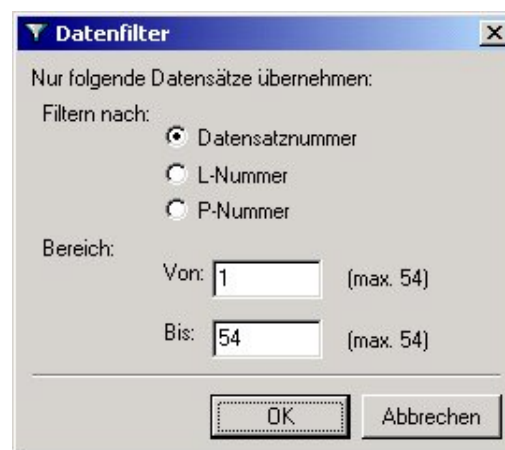 Datenfilter
Nur folgende Datensätze übernehmen:
Filtern nach:
Datensatznummer
L-Nummer
P-Nummer
Bereich:
Von: 1 (max. 54)
Bis: 54 (max. 54)
OK Abbrechen